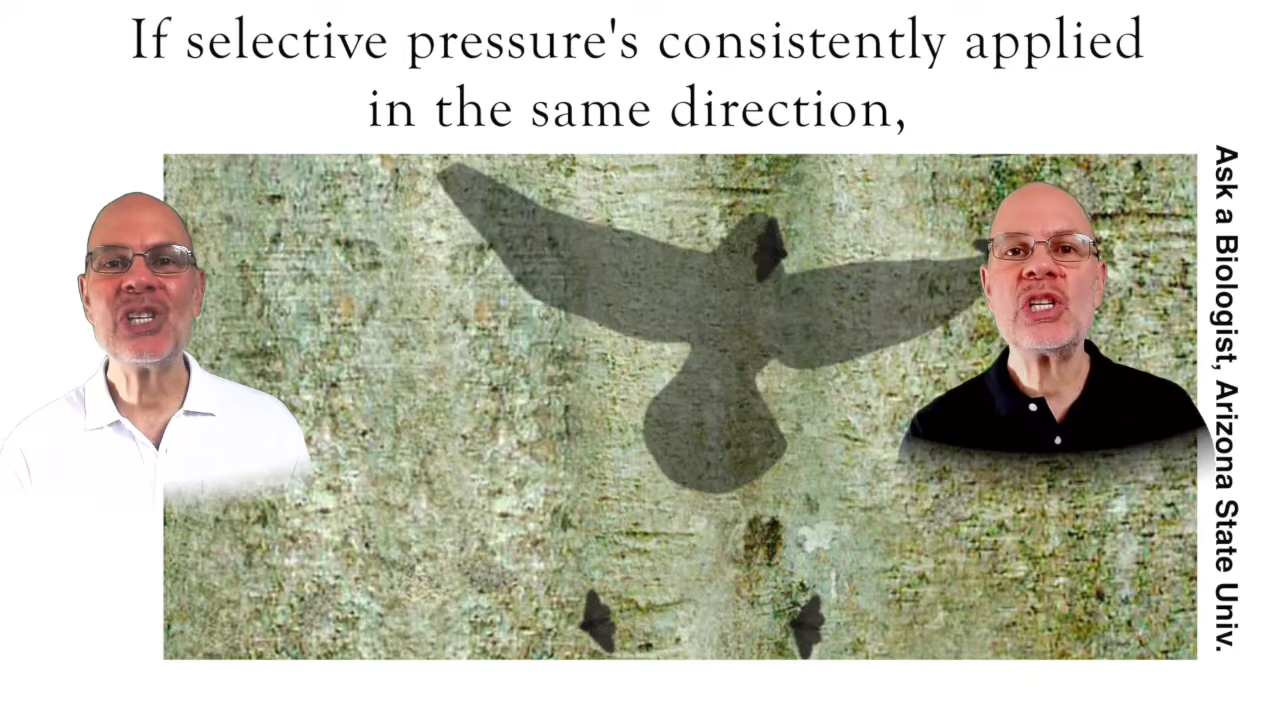 If selective pressure's consistently applied
in the same direction,
Ask a Biologist, Arizona State Univ.